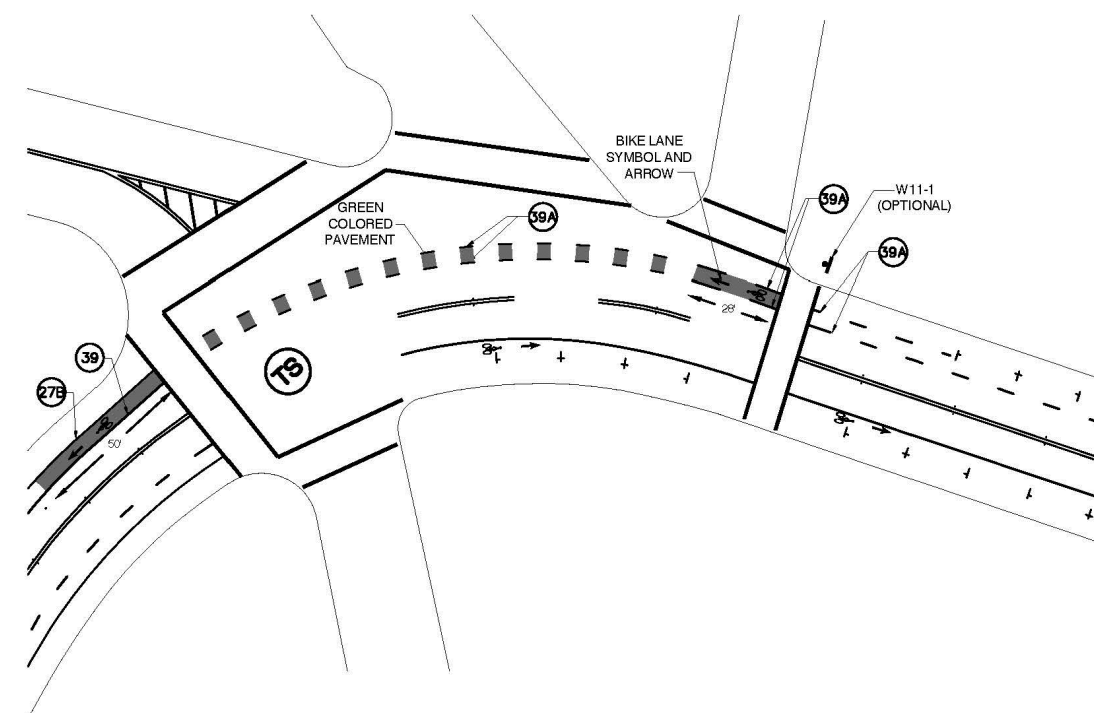 BIKE LANE
SYMBOL AND
ARROW
39A
W11-1
(OPTIONAL)
GREEN
COLORED
PAVEMENT
39A
39A
28'
TS
39
27B
50'